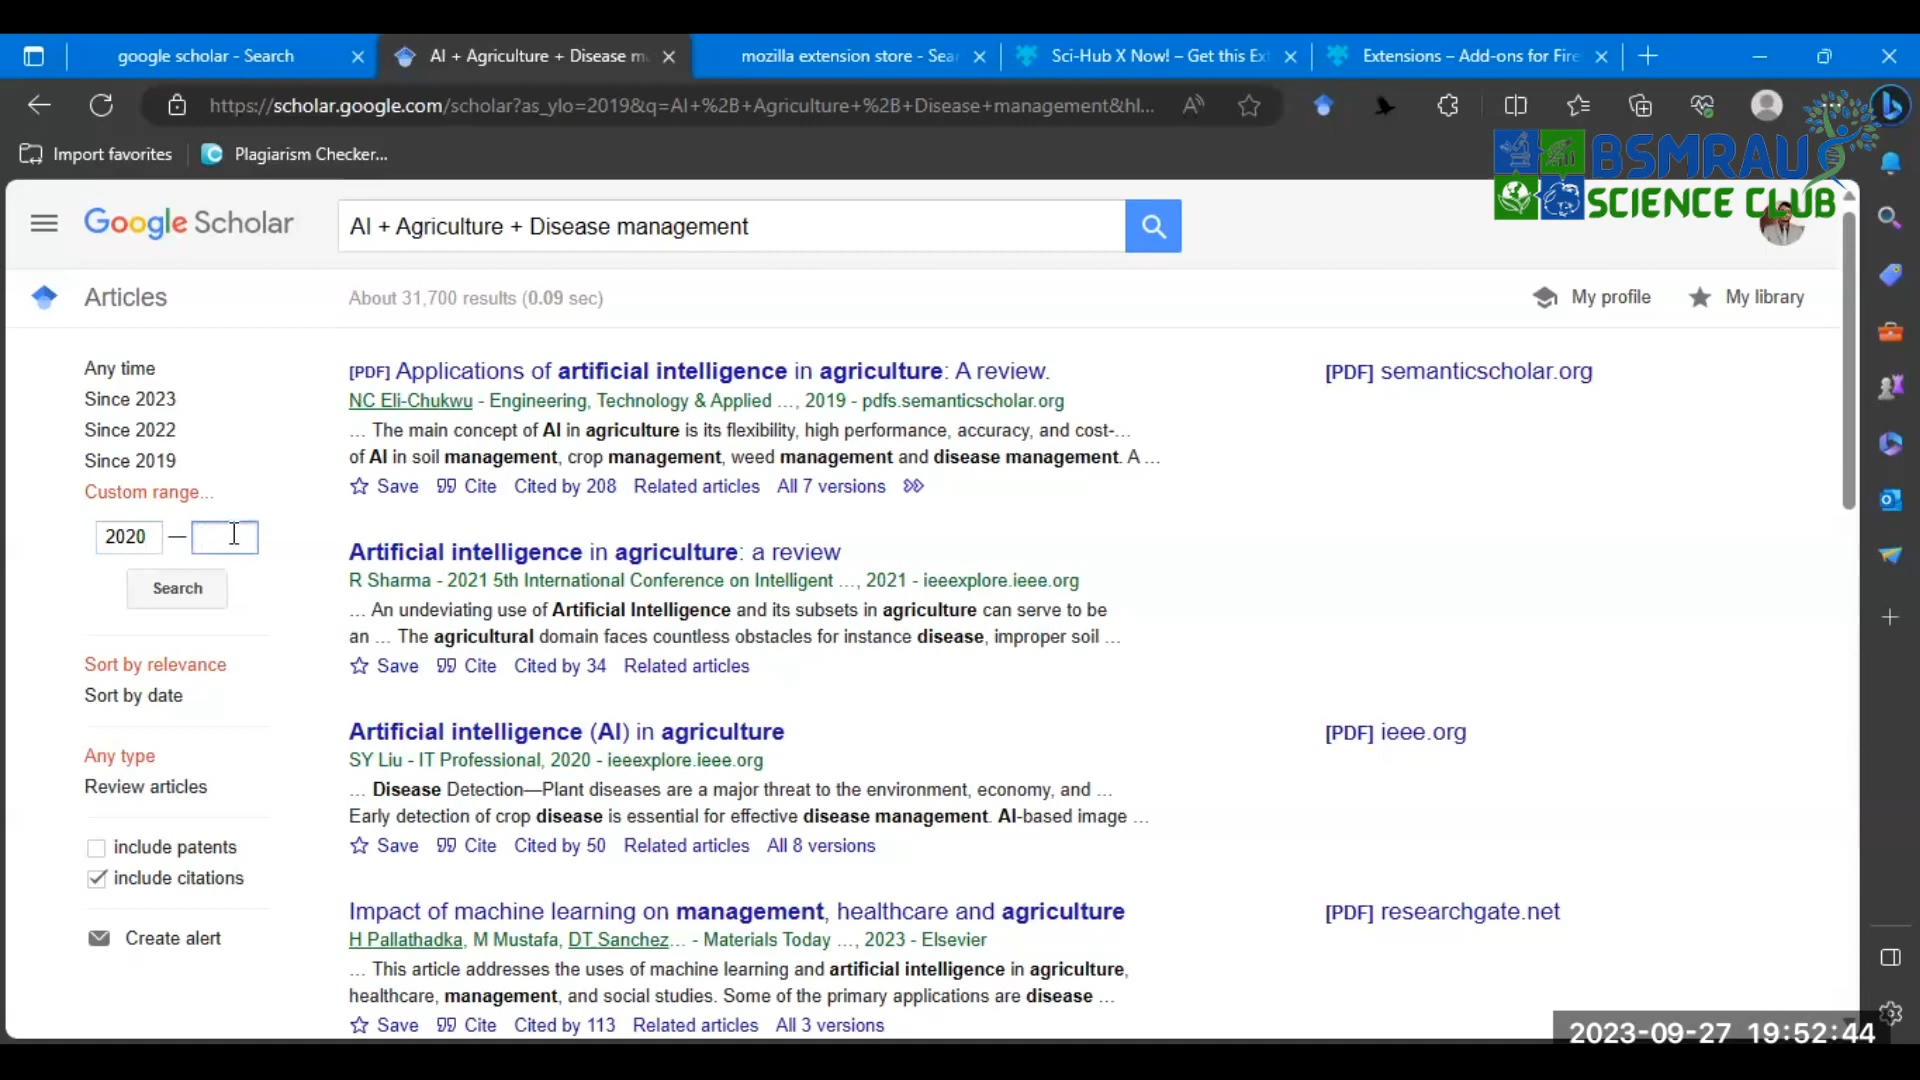 google scholar - Search
AI + Agriculture + Disease m
mozilla extension store - Sea
Sci-Hub X Now! – Get this Ex
Extensions – Add-ons for Fire
https://scholar.google.com/scholar?as_ylo=2019&q=AI+%2B+Agriculture+%2B+Disease+management&hl...
Import favorites
Plagiarism Checker...
BSMRAU
SCIENCE CLUB
Google Scholar
AI + Agriculture + Disease management
Articles
About 31,700 results (0.09 sec)
My profile
My library
Any time
Since 2023
Since 2022
Since 2019
Custom range...
2020 —
Search
Sort by relevance
Sort by date
Any type
Review articles
include patents
include citations
Create alert
[PDF] Applications of artificial intelligence in agriculture: A review.
NC Eli-Chukwu - Engineering, Technology & Applied …, 2019 - pdfs.semanticscholar.org
… The main concept of AI in agriculture is its flexibility, high performance, accuracy, and cost-…
of AI in soil management, crop management, weed management and disease management. A …
Save Cite Cited by 208 Related articles All 7 versions
[PDF] semanticscholar.org
Artificial intelligence in agriculture: a review
R Sharma - 2021 5th International Conference on Intelligent …, 2021 - ieeexplore.ieee.org
… An undeviating use of Artificial Intelligence and its subsets in agriculture can serve to be
an … The agricultural domain faces countless obstacles for instance disease, improper soil …
Save Cite Cited by 34 Related articles
Artificial intelligence (AI) in agriculture
SY Liu - IT Professional, 2020 - ieeexplore.ieee.org
… Disease Detection—Plant diseases are a major threat to the environment, economy, and …
Early detection of crop disease is essential for effective disease management. AI-based image …
Save Cite Cited by 50 Related articles All 8 versions
[PDF] ieee.org
Impact of machine learning on management, healthcare and agriculture
H Pallathadka, M Mustafa, DT Sanchez… - Materials Today …, 2023 - Elsevier
… This article addresses the uses of machine learning and artificial intelligence in agriculture,
healthcare, management, and social studies. Some of the primary applications are disease …
Save Cite Cited by 113 Related articles All 3 versions
[PDF] researchgate.net
2023-09-27 19:52:44